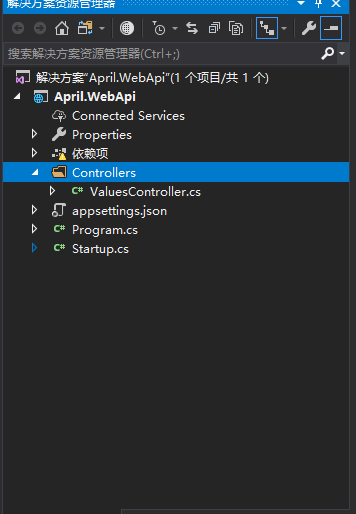 解决方案资源管理器
搜索解决方案资源管理器(Ctrl+;)
解决方案"April.WebApi"(1 个项目/共 1 个)
April.WebApi
Connected Services
Properties
依赖项
Controllers
C# ValuesController.cs
appsettings.json
C# Program.cs
C# Startup.cs